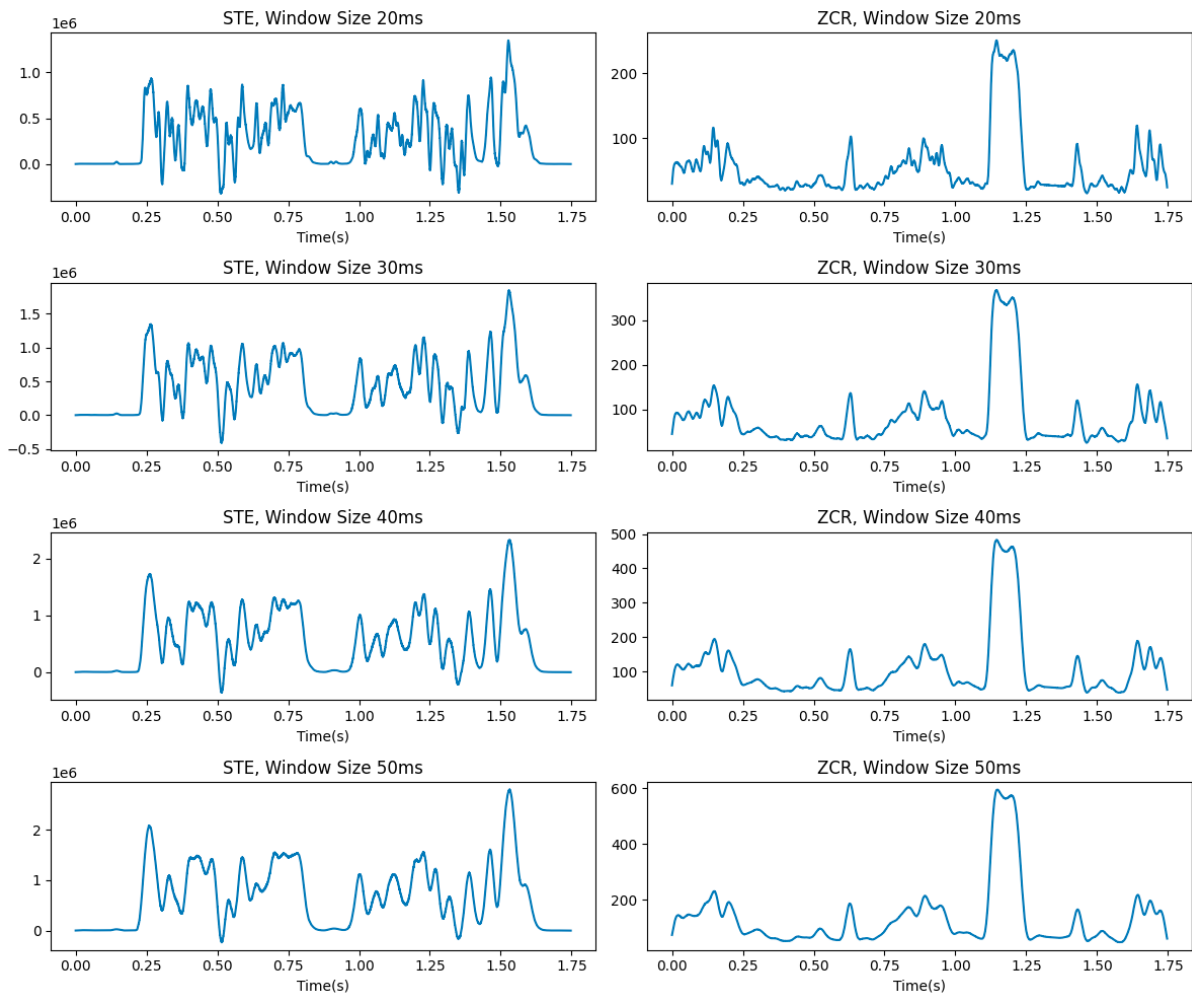 STE, Window Size 20ms
1e6
1.0
0.5
0.0
0.00 0.25 0.50 0.75 1.00 1.25 1.50 1.75
Time(s)
ZCR, Window Size 20ms
200
100
0.00 0.25 0.50 0.75 1.00 1.25 1.50 1.75
Time(s)
STE, Window Size 30ms
1e6
1.5
1.0
0.5
0.0
−0.5
0.00 0.25 0.50 0.75 1.00 1.25 1.50 1.75
Time(s)
ZCR, Window Size 30ms
300
200
100
0.00 0.25 0.50 0.75 1.00 1.25 1.50 1.75
Time(s)
STE, Window Size 40ms
1e6
2
1
0
0.00 0.25 0.50 0.75 1.00 1.25 1.50 1.75
Time(s)
ZCR, Window Size 40ms
500
400
300
200
100
0.00 0.25 0.50 0.75 1.00 1.25 1.50 1.75
Time(s)
STE, Window Size 50ms
1e6
2
1
0
0.00 0.25 0.50 0.75 1.00 1.25 1.50 1.75
Time(s)
ZCR, Window Size 50ms
600
400
200
0.00 0.25 0.50 0.75 1.00 1.25 1.50 1.75
Time(s)